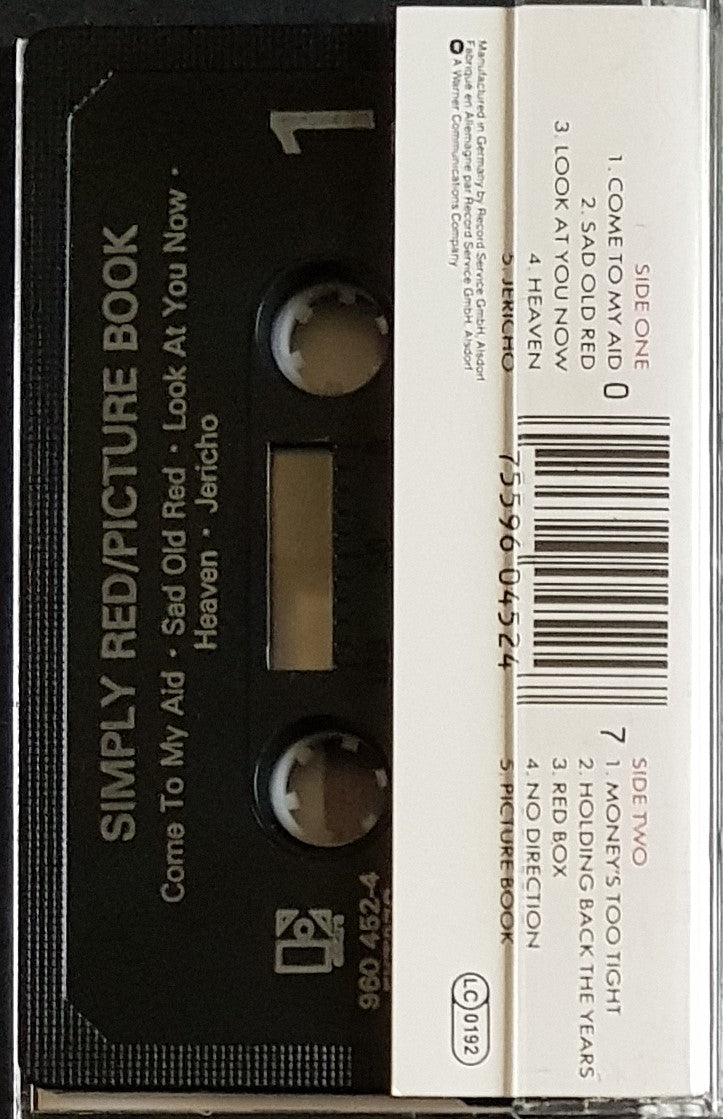 1
SIMPLY RED/PICTURE BOOK
Come To My Aid · Sad Old Red · Look At You Now ·
Heaven · Jericho
960 452-4
SIDE ONE
1. COME TO MY AID
2. SAD OLD RED
3. LOOK AT YOU NOW
4. HEAVEN
5. JERICHO
Manufactured in Germany by Record Service GmbH, Alsdorf
Fabriqué en Allemagne par Record Service GmbH, Alsdorf
A Warner Communications Company
0 75596 04524 7
SIDE TWO
1. MONEY'S TOO TIGHT
2. HOLDING BACK THE YEARS
3. RED BOX
4. NO DIRECTION
5. PICTURE BOOK
LC 0192